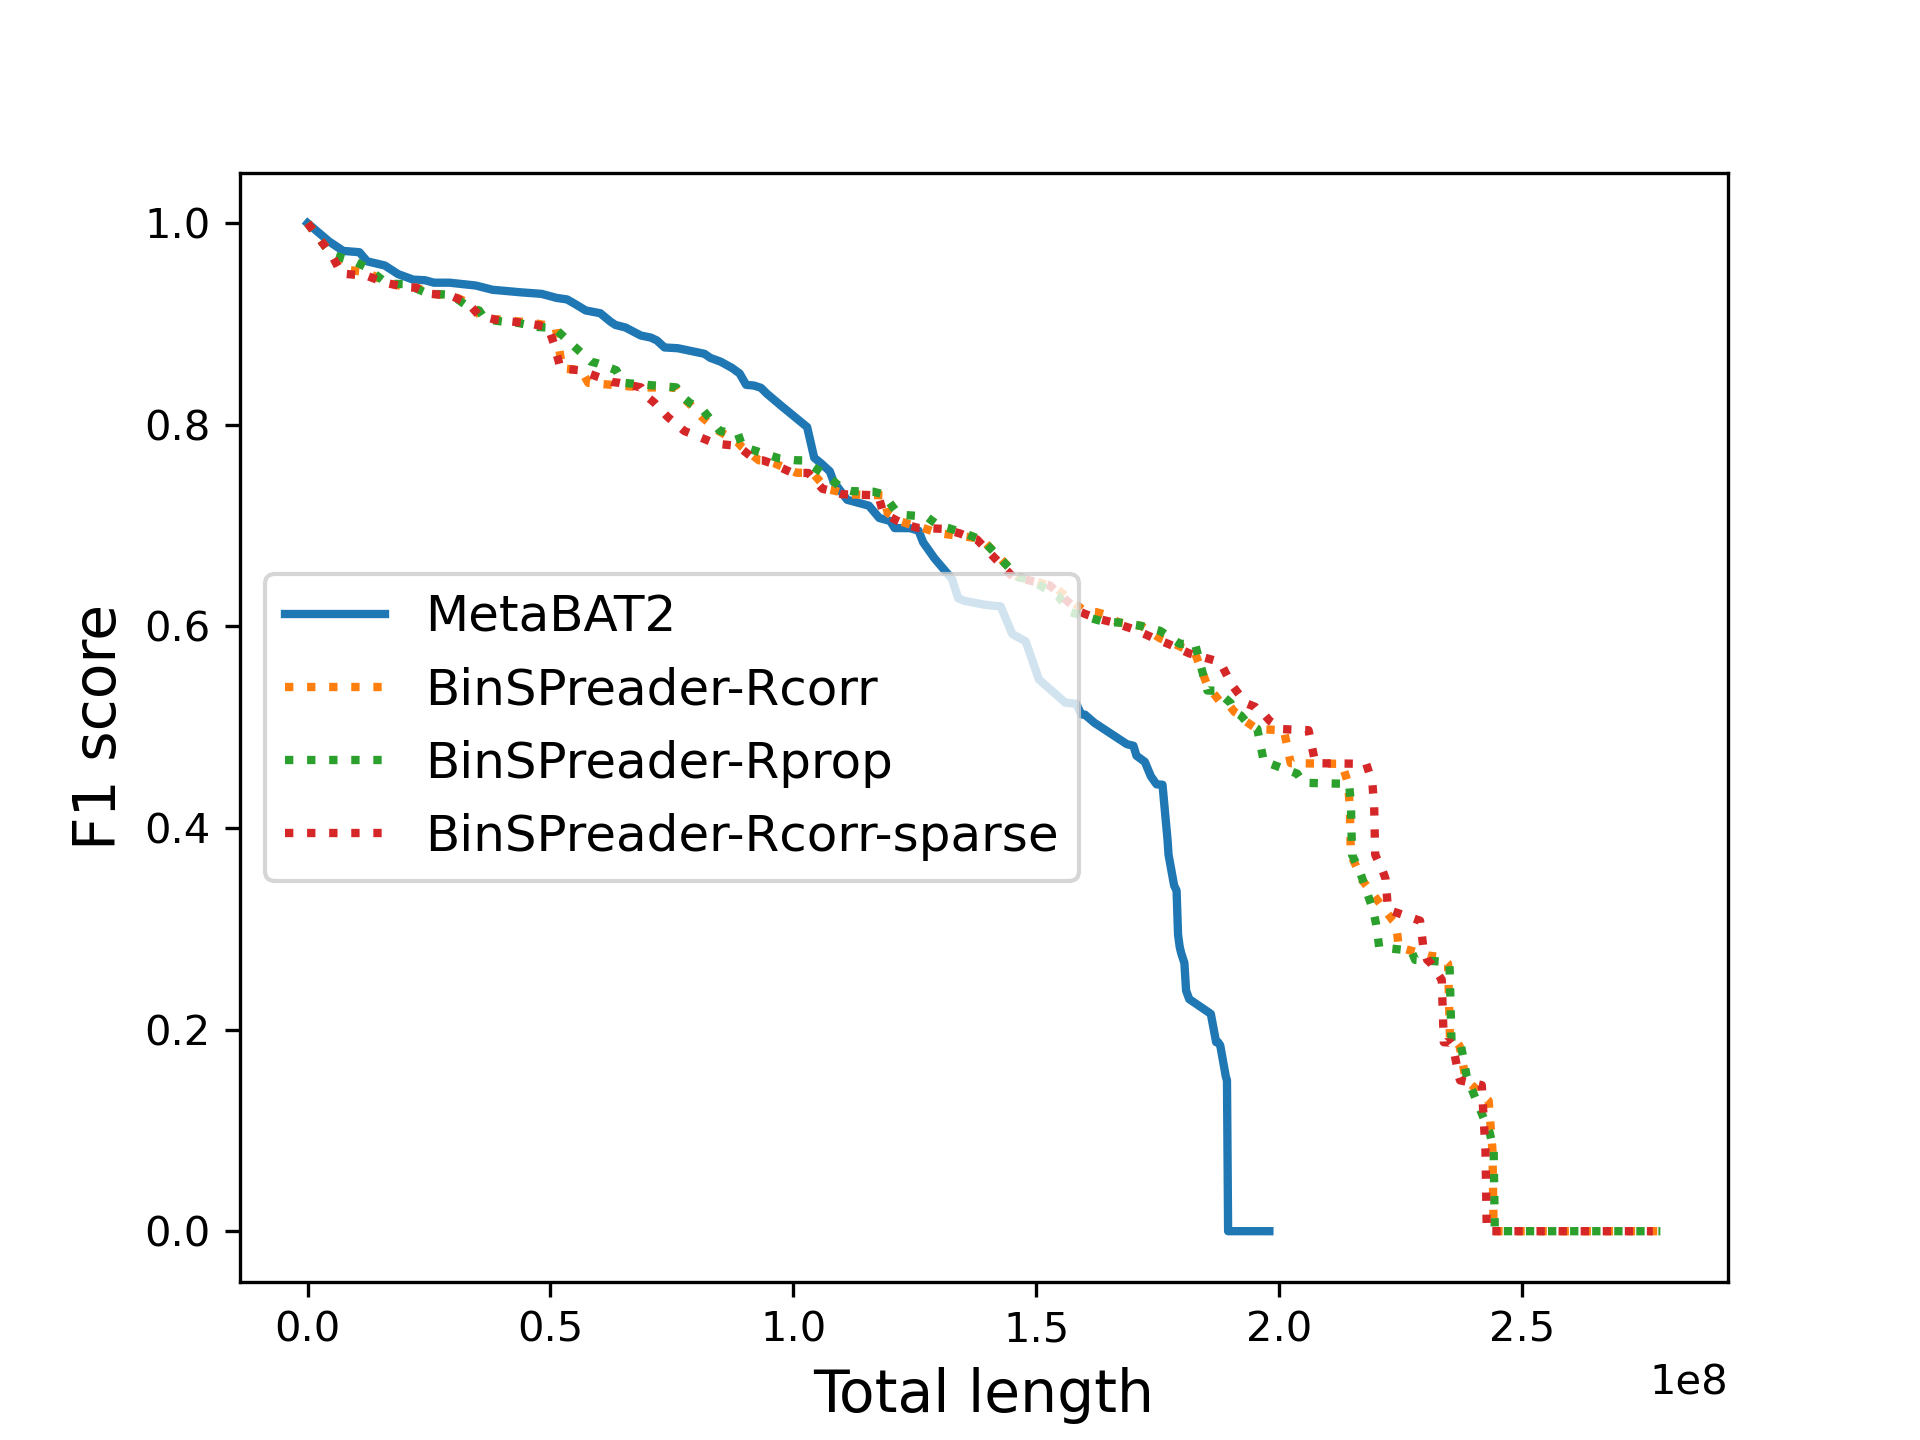 1.0
0.8
0.6
0.4
0.2
0.0
F1 score
MetaBAT2
BinSPreader-Rcorr
BinSPreader-Rprop
BinSPreader-Rcorr-sparse
0.0 0.5 1.0 1.5 2.0 2.5
1e8
Total length